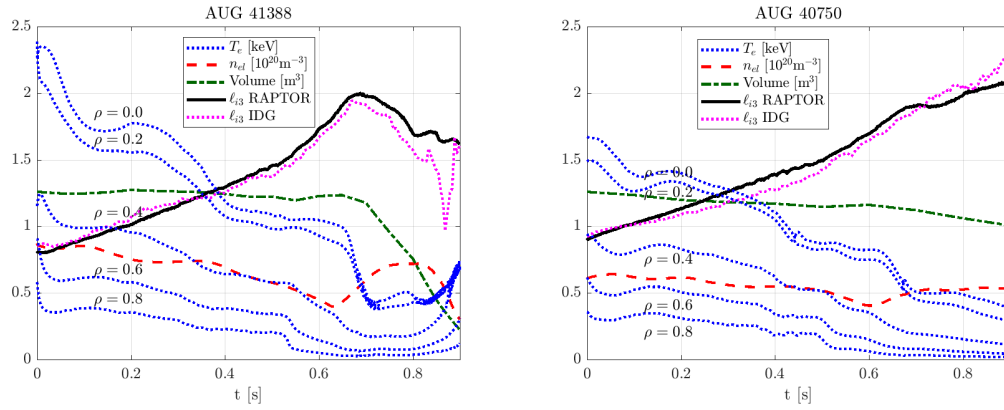 AUG 41388
2.5
2
1.5
1
0.5
0
0
0.2
0.4
0.6
0.8
t [s]
T_e [keV]
n_el [10^20 m^−3]
Volume [m^3]
ℓ_i3 RAPTOR
ℓ_i3 IDG
ρ = 0.0
ρ = 0.2
ρ = 0.4
ρ = 0.6
ρ = 0.8
AUG 40750
2.5
2
1.5
1
0.5
0
0
0.2
0.4
0.6
0.8
t [s]
T_e [keV]
n_el [10^20 m^−3]
Volume [m^3]
ℓ_i3 RAPTOR
ℓ_i3 IDG
ρ = 0.0
ρ = 0.2
ρ = 0.4
ρ = 0.6
ρ = 0.8